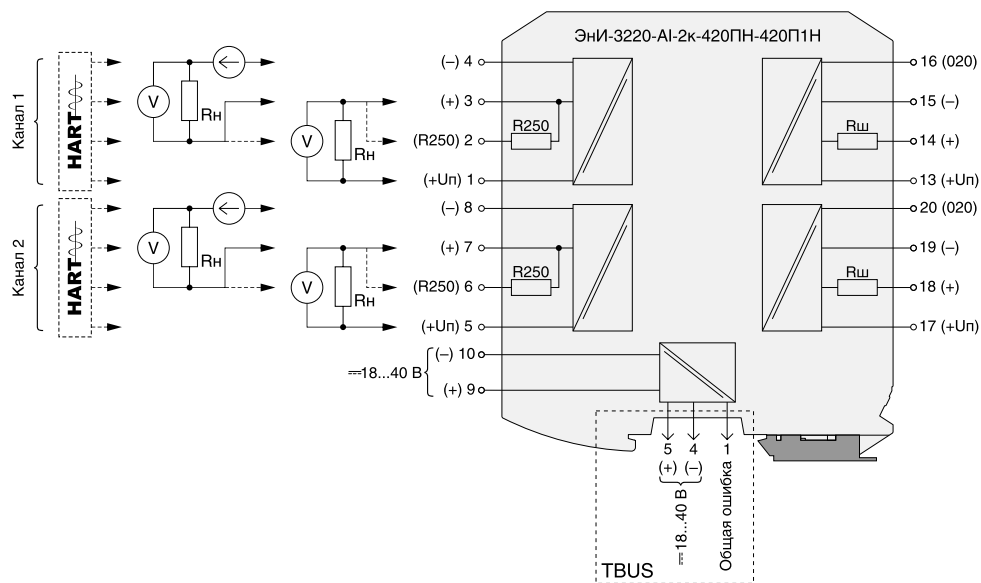 ЭнИ-3220-AI-2к-420ПН-420П1Н
Канал 1
HART
V
Rн
V
Rн
(–) 4
(+) 3
(R250) 2
R250
(+Uп) 1
16 (020)
15 (–)
Rш
14 (+)
13 (+Uп)
Канал 2
HART
V
Rн
V
Rн
(–) 8
(+) 7
(R250) 6
R250
(+Uп) 5
20 (020)
19 (–)
Rш
18 (+)
17 (+Uп)
(–) 10
⎓18...40 В
(+) 9
5 4 1
(+) (–)
⎓18...40 В
Общая ошибка
TBUS